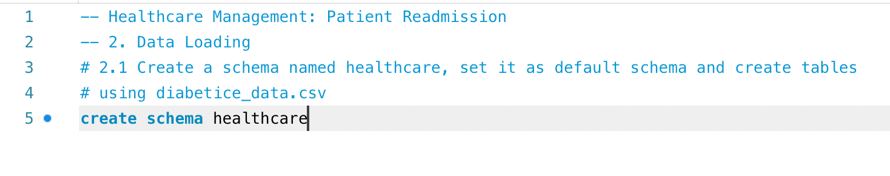 1 -- Healthcare Management: Patient Readmission
2 -- 2. Data Loading
3 # 2.1 Create a schema named healthcare, set it as default schema and create tables
4 # using diabetice_data.csv
5 create schema healthcare